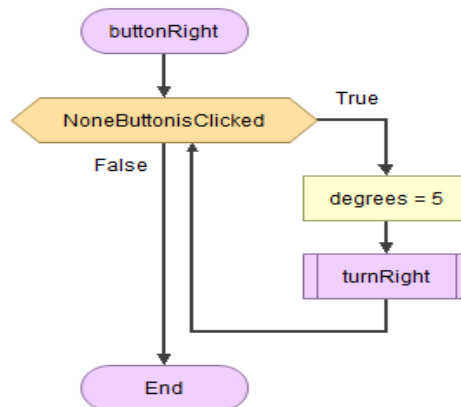 buttonRight
NoneButtonisClicked
True
False
degrees = 5
turnRight
End